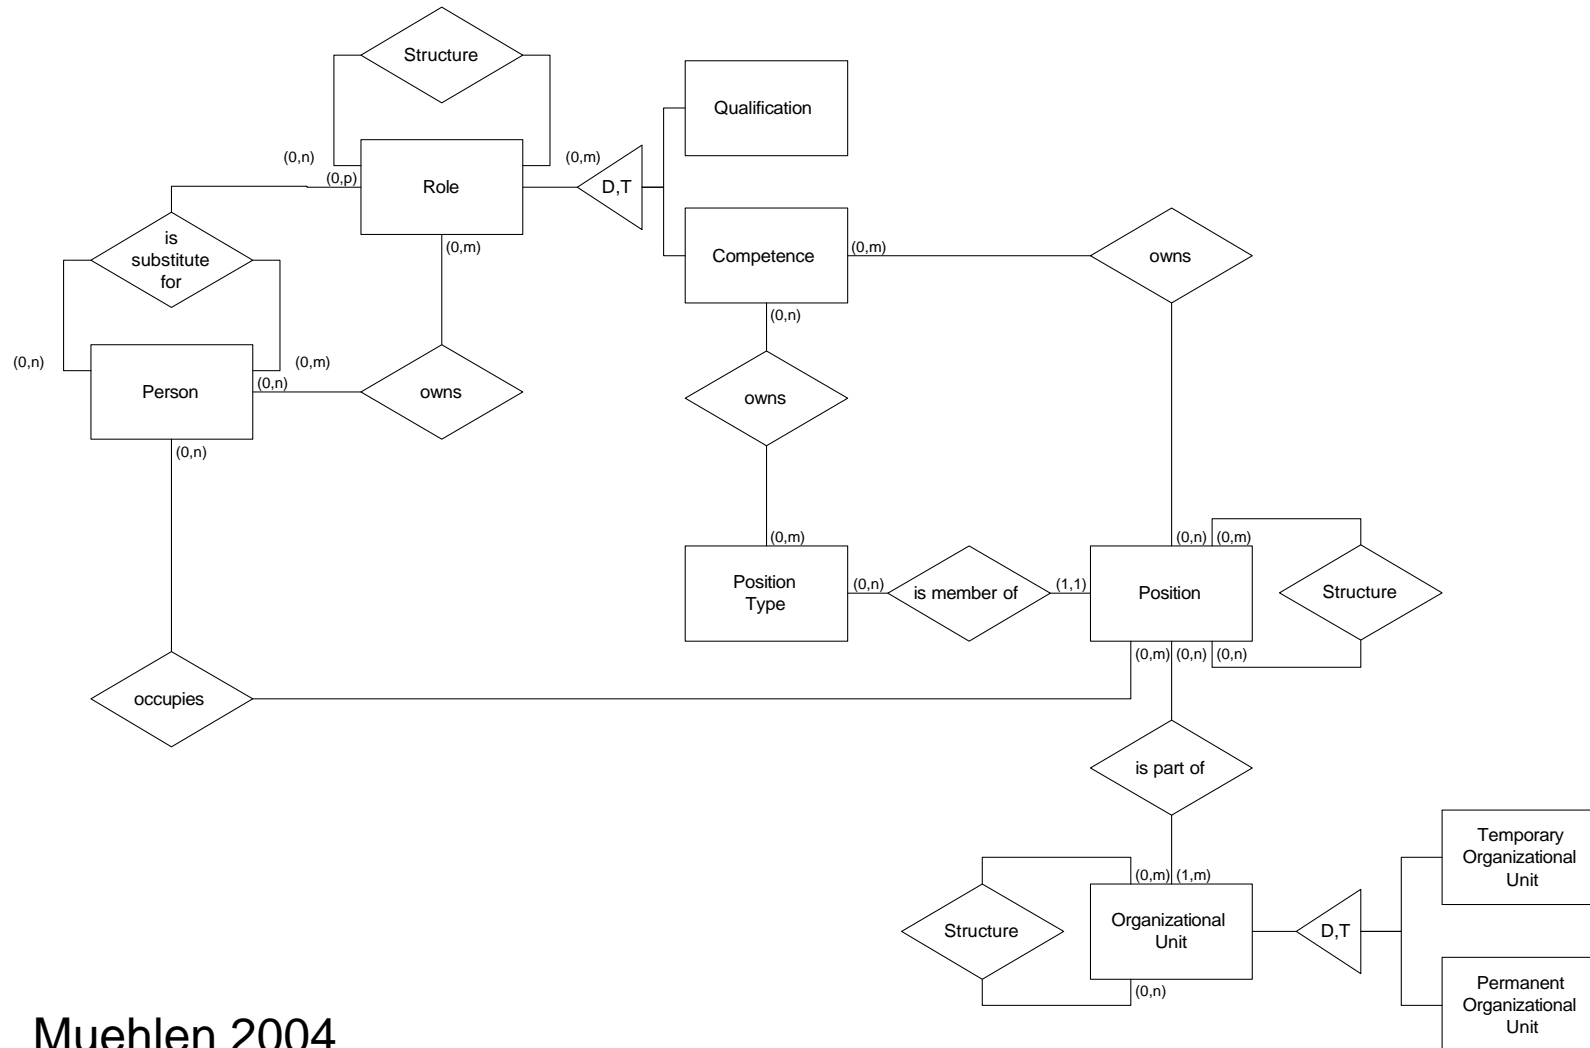 Structure
Qualification
(0,n)
(0,m)
(0,p)
Role
D,T
is
substitute
for
(0,m)
Competence
(0,m)
owns
(0,n)
(0,n)
(0,m)
Person
(0,n)
owns
owns
(0,n)
(0,m)
(0,n)
(0,m)
Position
Type
(0,n)
is member of
(1,1)
Position
Structure
(0,m)
(0,n)
(0,n)
occupies
is part of
Temporary
Organizational
Unit
(0,m)
(1,m)
Structure
Organizational
Unit
D,T
(0,n)
Permanent
Organizational
Unit
Muehlen 2004